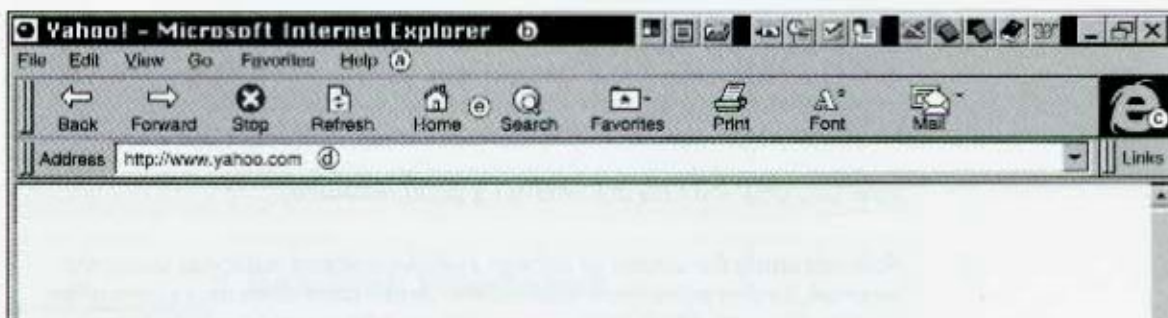 Yahoo! - Microsoft Internet Explorer b
File Edit View Go Favorites Help a
Back Forward Stop Refresh Home e Search Favorites Print Font Mail c
Address http://www.yahoo.com d Links